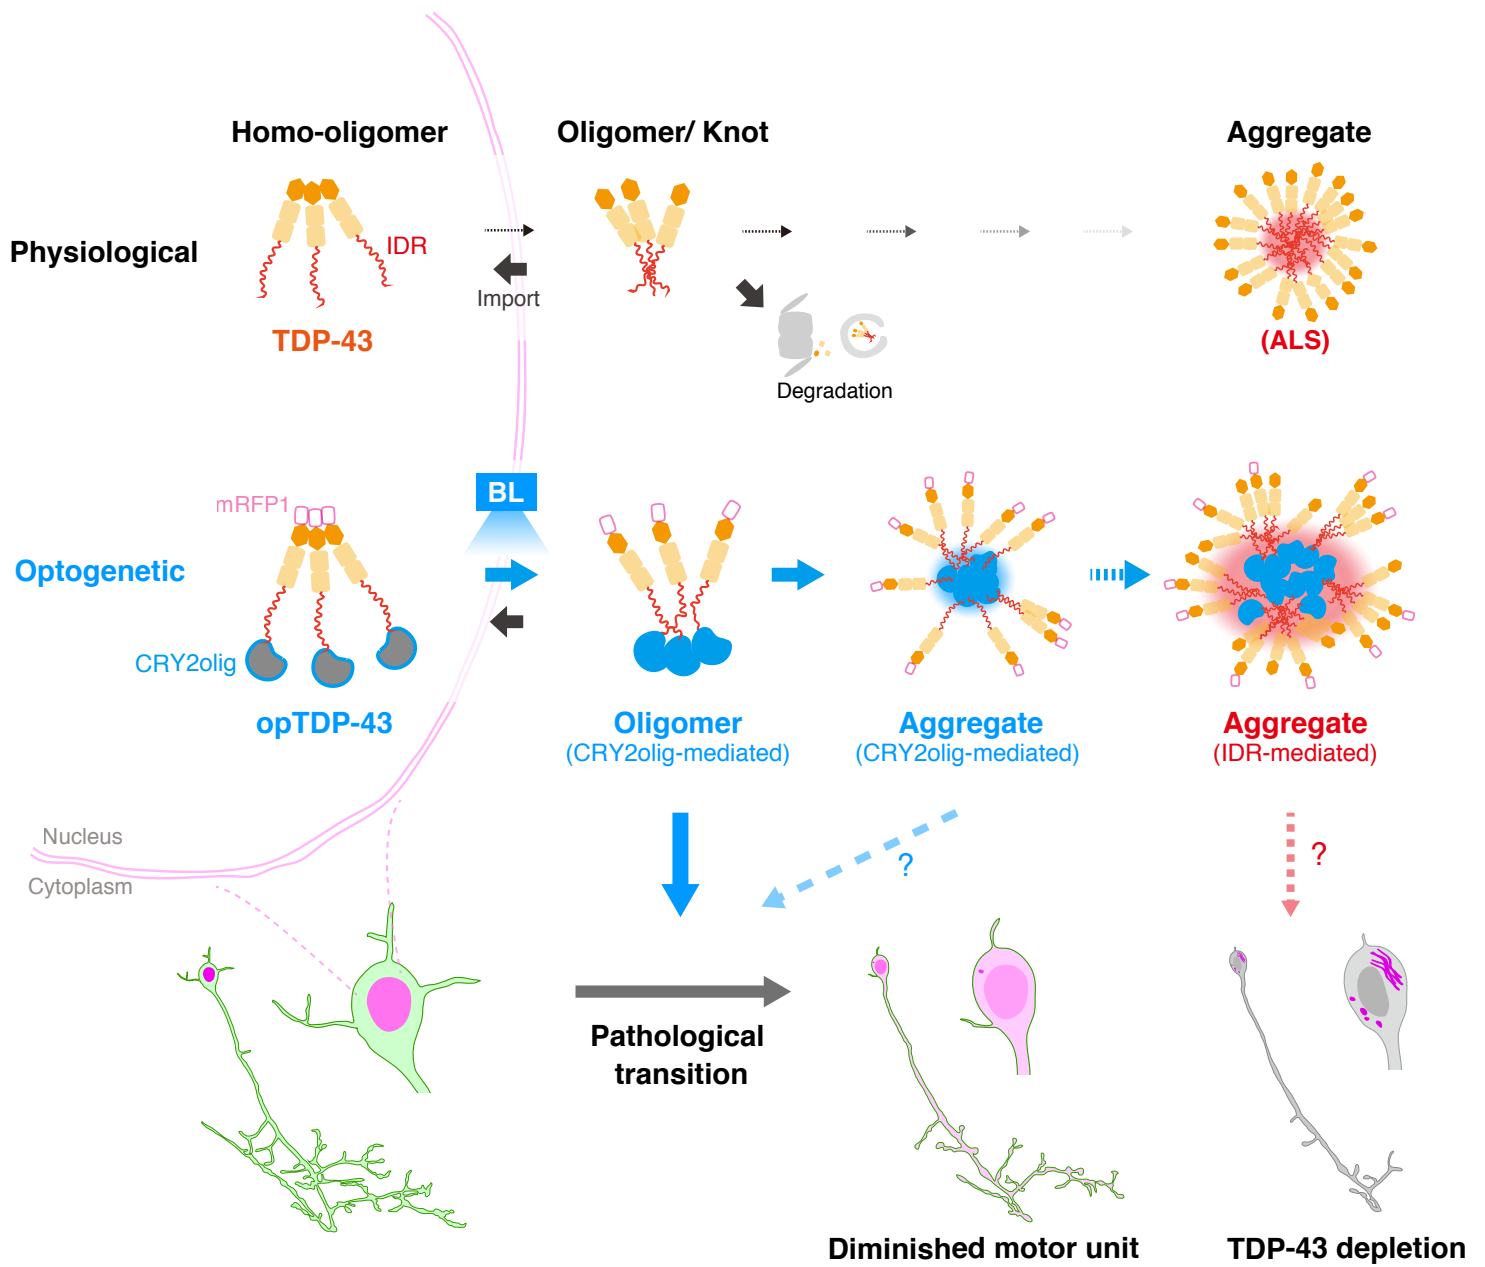 Homo-oligomer
Oligomer/ Knot
Aggregate
Physiological
IDR
Import
TDP-43
(ALS)
Degradation
BL
mRFP1
Optogenetic
CRY2olig
opTDP-43
Oligomer
(CRY2olig-mediated)
Aggregate
(CRY2olig-mediated)
Aggregate
(IDR-mediated)
Nucleus
Cytoplasm
?
?
Pathological
transition
Diminished motor unit
TDP-43 depletion